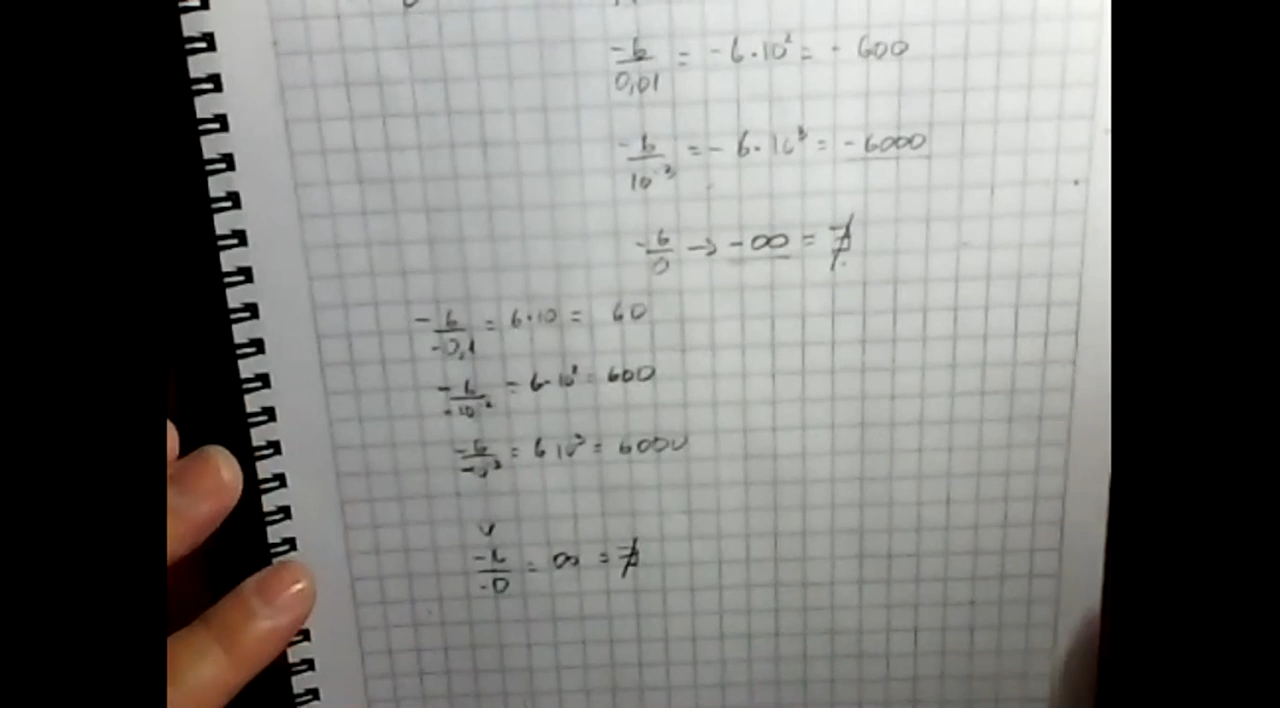 -6/0,01 = -6·10² = - 600
-6/10⁻³ = - 6·10³ = - 6000
-6/0 → -∞ = ∄
-6/-0,1 = 6·10 = 60
-6/-10⁻² = 6·10² = 600
-6/-10⁻³ = 6 10³ = 6000
-6/-0 = ∞ = ∄